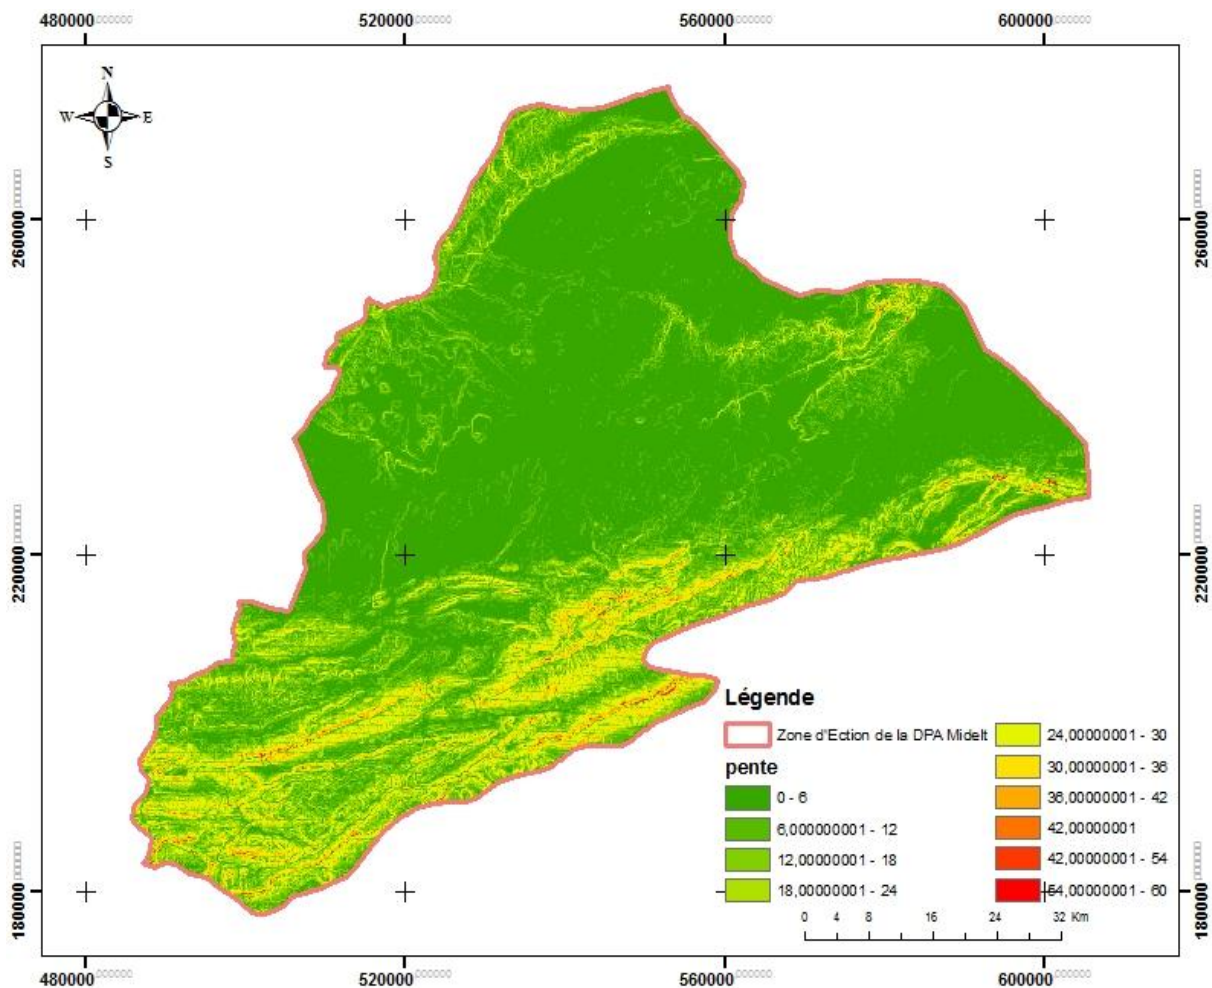 480000 520000 560000 600000
N
W E
S
260000 260000
220000 220000
180000 180000
Légende
Zone d'Ection de la DPA Midelt
pente
0 - 6
6,000000001 - 12
12,00000001 - 18
18,00000001 - 24
24,00000001 - 30
30,00000001 - 36
36,00000001 - 42
42,00000001
42,00000001 - 54
54,00000001 - 60
0 4 8 16 24 32 Km
480000 520000 560000 600000